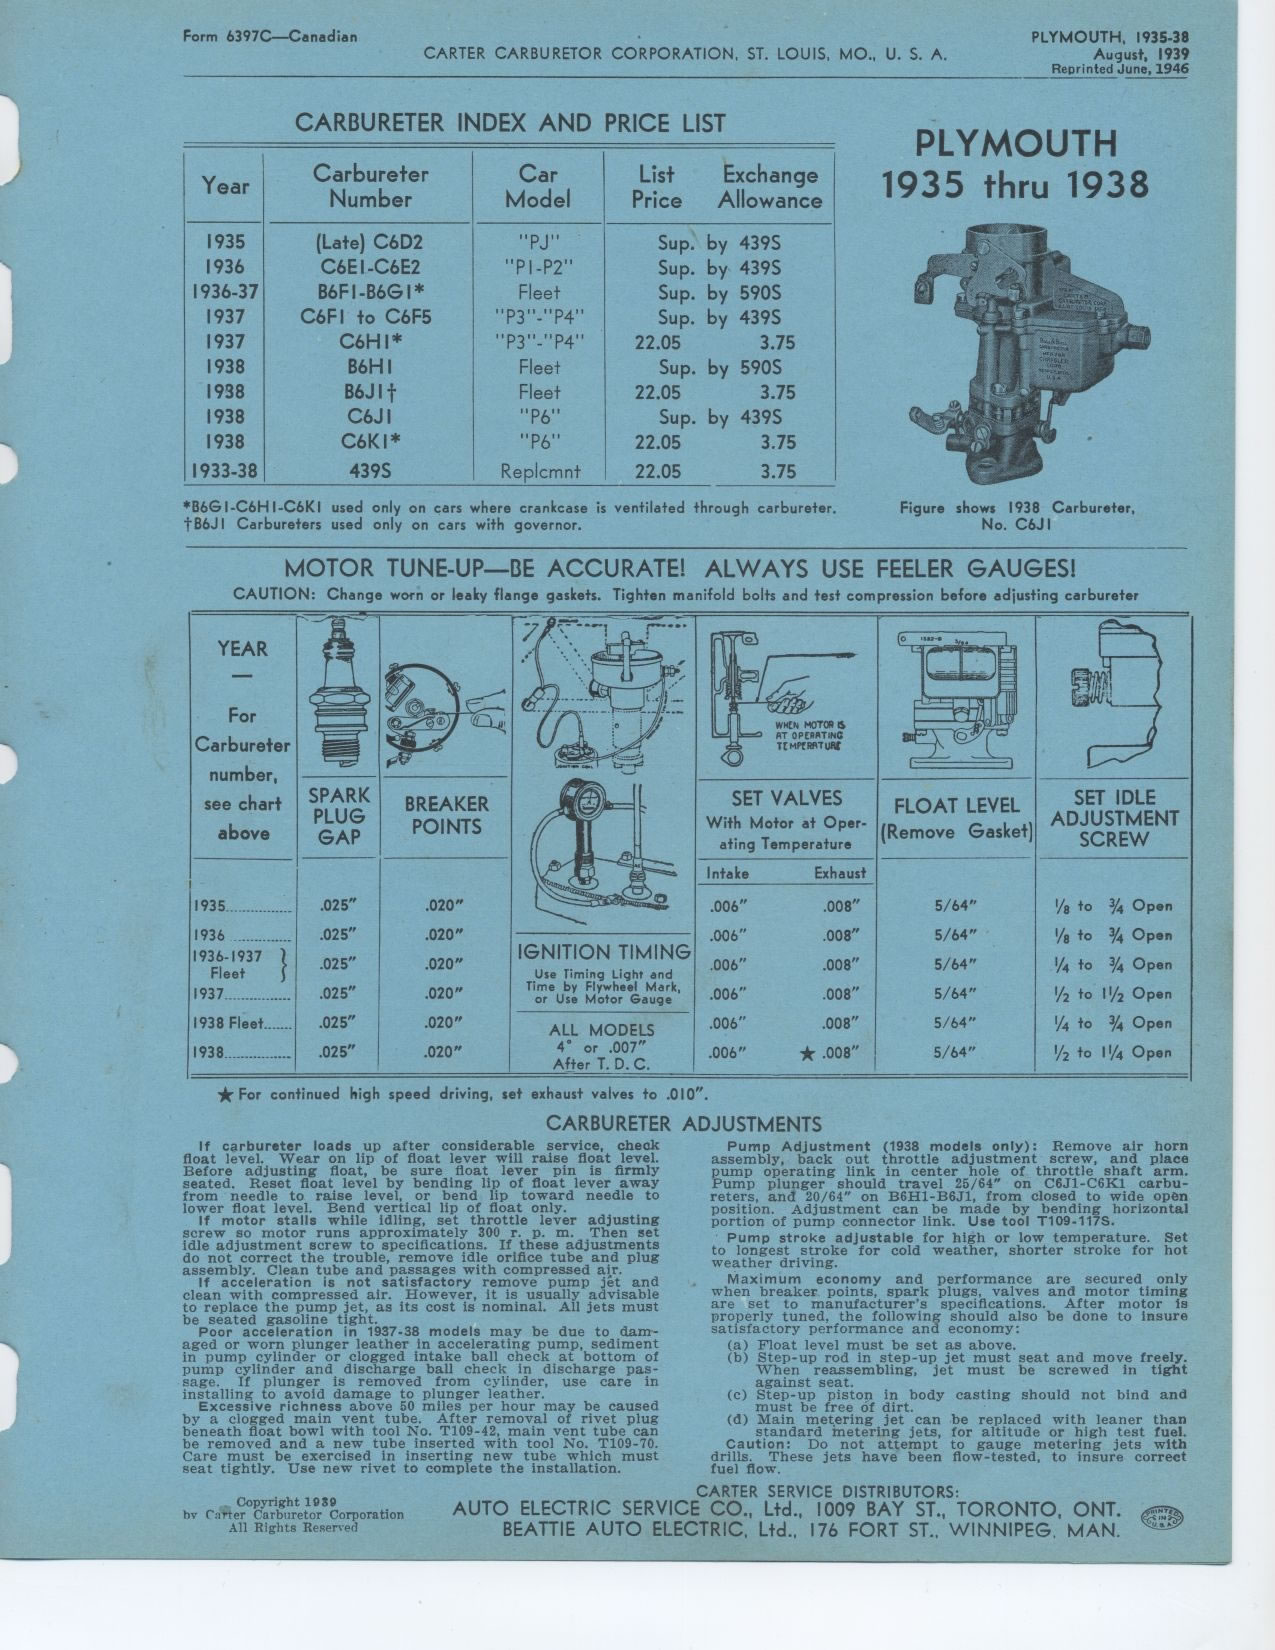 Form 6397C—Canadian
CARTER CARBURETOR CORPORATION, ST. LOUIS, MO., U. S. A.
PLYMOUTH, 1935-38
August, 1939
Reprinted June, 1946
CARBURETER INDEX AND PRICE LIST
Year Carbureter Number Car Model List Price Exchange Allowance
1935 (Late) C6D2 "PJ" Sup. by 439S
1936 C6E1-C6E2 "P1-P2" Sup. by 439S
1936-37 B6F1-B6G1* Fleet Sup. by 590S
1937 C6F1 to C6F5 "P3"-"P4" Sup. by 439S
1937 C6H1* "P3"-"P4" 22.05 3.75
1938 B6H1 Fleet Sup. by 590S
1938 B6J1† Fleet 22.05 3.75
1938 C6J1 "P6" Sup. by 439S
1938 C6K1* "P6" 22.05 3.75
1933-38 439S Replcmnt 22.05 3.75
*B6G1-C6H1-C6K1 used only on cars where crankcase is ventilated through carbureter.
†B6J1 Carbureters used only on cars with governor.
PLYMOUTH
1935 thru 1938
Figure shows 1938 Carbureter,
No. C6J1
MOTOR TUNE-UP—BE ACCURATE! ALWAYS USE FEELER GAUGES!
CAUTION: Change worn or leaky flange gaskets. Tighten manifold bolts and test compression before adjusting carbureter
YEAR
—
For
Carbureter
number,
see chart
above
SPARK
PLUG
GAP
BREAKER
POINTS
WHEN MOTOR IS
AT OPERATING
TEMPERATURE
SET VALVES
With Motor at Oper-
ating Temperature
Intake Exhaust
FLOAT LEVEL
(Remove Gasket)
SET IDLE
ADJUSTMENT
SCREW
1935 .025" .020" .006" .008" 5/64" 1/8 to 3/4 Open
1936 .025" .020" .006" .008" 5/64" 1/8 to 3/4 Open
1936-1937 Fleet } .025" .020" .006" .008" 5/64" 1/4 to 3/4 Open
1937 .025" .020" .006" .008" 5/64" 1/2 to 1 1/2 Open
1938 Fleet .025" .020" .006" .008" 5/64" 1/4 to 3/4 Open
1938 .025" .020" .006" ★ .008" 5/64" 1/2 to 1 1/4 Open
IGNITION TIMING
Use Timing Light and
Time by Flywheel Mark,
or Use Motor Gauge
ALL MODELS
4° or .007"
After T. D. C.
★ For continued high speed driving, set exhaust valves to .010".
CARBURETER ADJUSTMENTS
If carbureter loads up after considerable service, check
float level. Wear on lip of float lever will raise float level.
Before adjusting float, be sure float lever pin is firmly
seated. Reset float level by bending lip of float lever away
from needle to raise level, or bend lip toward needle to
lower float level. Bend vertical lip of float only.
If motor stalls while idling, set throttle lever adjusting
screw so motor runs approximately 300 r. p. m. Then set
idle adjustment screw to specifications. If these adjustments
do not correct the trouble, remove idle orifice tube and plug
assembly. Clean tube and passages with compressed air.
If acceleration is not satisfactory remove pump jet and
clean with compressed air. However, it is usually advisable
to replace the pump jet, as its cost is nominal. All jets must
be seated gasoline tight.
Poor acceleration in 1937-38 models may be due to dam-
aged or worn plunger leather in accelerating pump, sediment
in pump cylinder or clogged intake ball check at bottom of
pump cylinder and discharge ball check in discharge pas-
sage. If plunger is removed from cylinder, use care in
installing to avoid damage to plunger leather.
Excessive richness above 50 miles per hour may be caused
by a clogged main vent tube. After removal of rivet plug
beneath float bowl with tool No. T109-42, main vent tube can
be removed and a new tube inserted with tool No. T109-70.
Care must be exercised in inserting new tube which must
seat tightly. Use new rivet to complete the installation.
Pump Adjustment (1938 models only): Remove air horn
assembly, back out throttle adjustment screw, and place
pump operating link in center hole of throttle shaft arm.
Pump plunger should travel 25/64" on C6J1-C6K1 carbu-
reters, and 20/64" on B6H1-B6J1, from closed to wide open
position. Adjustment can be made by bending horizontal
portion of pump connector link. Use tool T109-117S.
Pump stroke adjustable for high or low temperature. Set
to longest stroke for cold weather, shorter stroke for hot
weather driving.
Maximum economy and performance are secured only
when breaker points, spark plugs, valves and motor timing
are set to manufacturer's specifications. After motor is
properly tuned, the following should also be done to insure
satisfactory performance and economy:
(a) Float level must be set as above.
(b) Step-up rod in step-up jet must seat and move freely.
When reassembling, jet must be screwed in tight
against seat.
(c) Step-up piston in body casting should not bind and
must be free of dirt.
(d) Main metering jet can be replaced with leaner than
standard metering jets, for altitude or high test fuel.
Caution: Do not attempt to gauge metering jets with
drills. These jets have been flow-tested, to insure correct
fuel flow.
Copyright 1939
by Carter Carburetor Corporation
All Rights Reserved
CARTER SERVICE DISTRIBUTORS:
AUTO ELECTRIC SERVICE CO., Ltd., 1009 BAY ST., TORONTO, ONT.
BEATTIE AUTO ELECTRIC, Ltd., 176 FORT ST., WINNIPEG, MAN.
PRINTED
IN
U.S.A.